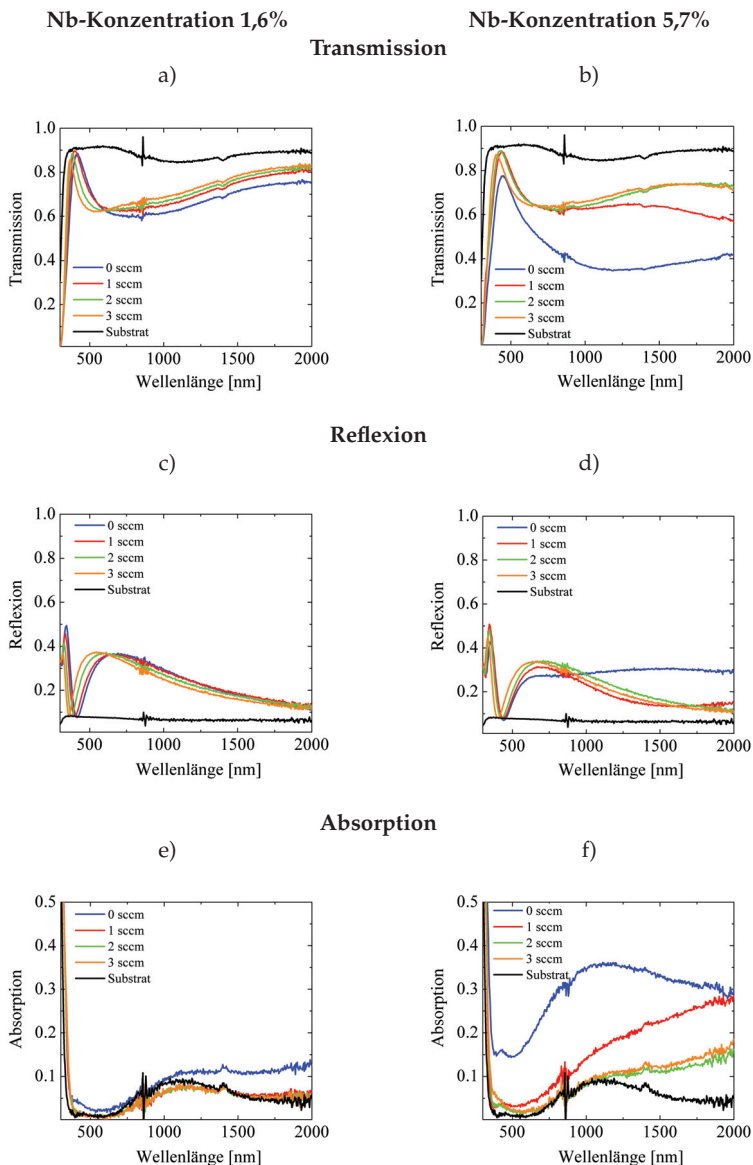 Nb-Konzentration 1,6% Nb-Konzentration 5,7%
Transmission
a) b)
1.0
0.8
0.6
0.4
0.2
Transmission
0 sccm
1 sccm
2 sccm
3 sccm
Substrat
500 1000 1500 2000
Wellenlänge [nm]
1.0
0.8
0.6
0.4
0.2
Transmission
0 sccm
1 sccm
2 sccm
3 sccm
Substrat
500 1000 1500 2000
Wellenlänge [nm]
Reflexion
c) d)
1.0
0.8
0.6
0.4
0.2
Reflexion
0 sccm
1 sccm
2 sccm
3 sccm
Substrat
500 1000 1500 2000
Wellenlänge [nm]
1.0
0.8
0.6
0.4
0.2
Reflexion
0 sccm
1 sccm
2 sccm
3 sccm
Substrat
500 1000 1500 2000
Wellenlänge [nm]
Absorption
e) f)
0.5
0.4
0.3
0.2
0.1
Absorption
0 sccm
1 sccm
2 sccm
3 sccm
Substrat
500 1000 1500 2000
Wellenlänge [nm]
0.5
0.4
0.3
0.2
0.1
Absorption
0 sccm
1 sccm
2 sccm
3 sccm
Substrat
500 1000 1500 2000
Wellenlänge [nm]